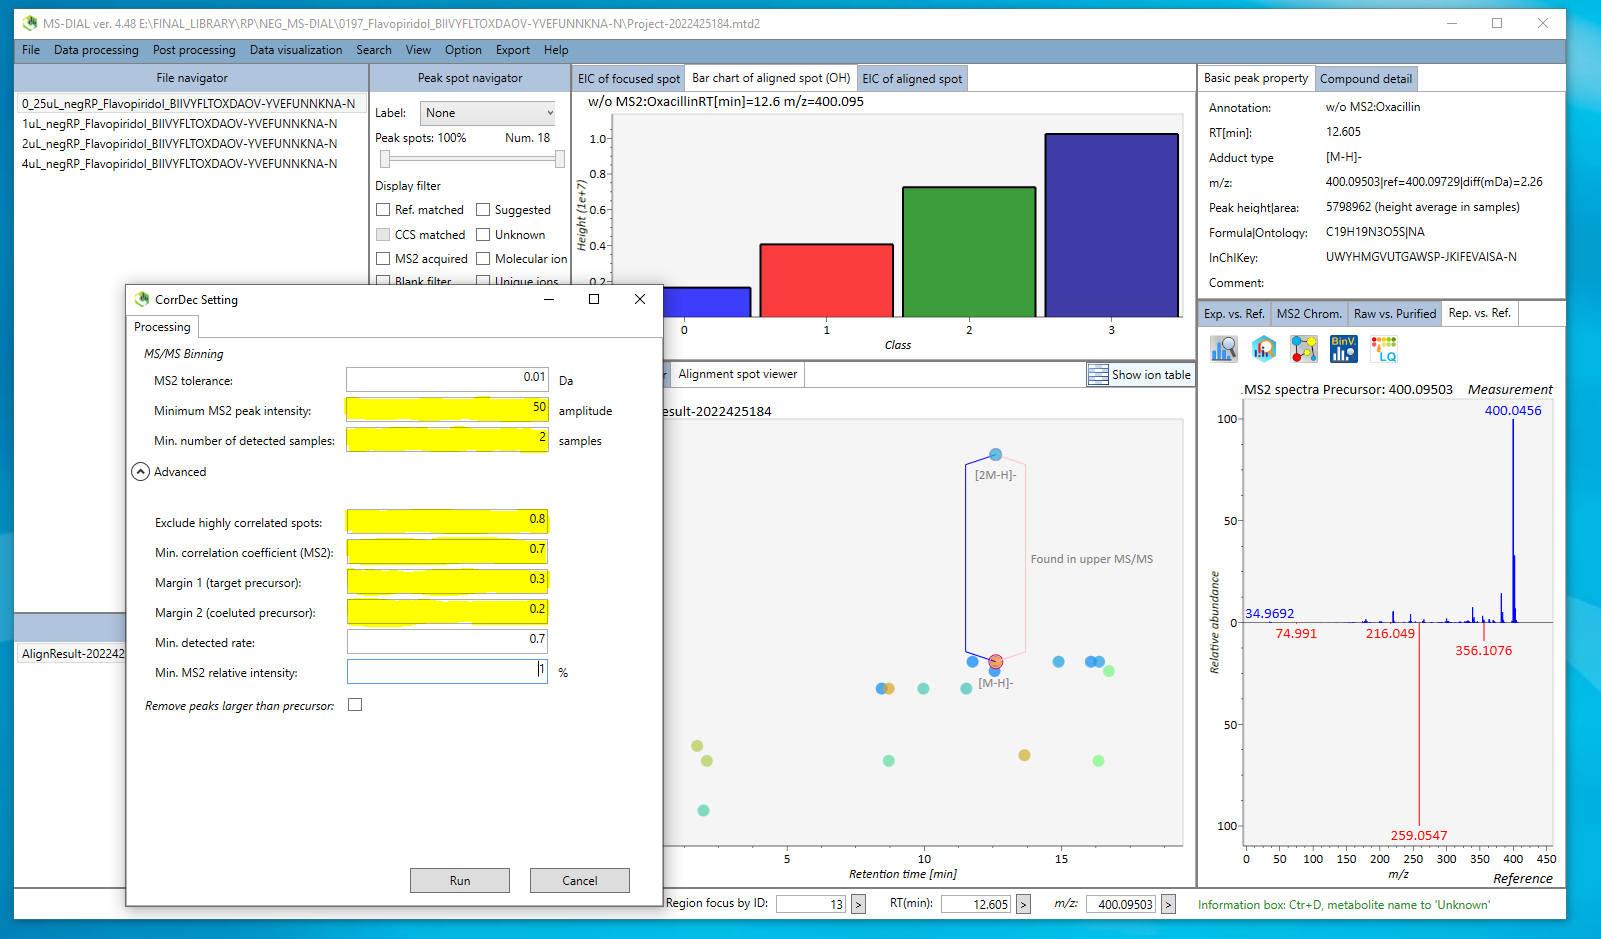 MS-DIAL ver. 4.48 E:\FINAL_LIBRARY\RP\NEG_MS-DIAL\0197_Flavopiridol_BIIVYFLTOXDAOV-YVEFUNNKNA-N\Project-2022425184.mtd2
File Data processing Post processing Data visualization Search View Option Export Help
File navigator
0_25uL_negRP_Flavopiridol_BIIVYFLTOXDAOV-YVEFUNNKNA-N
1uL_negRP_Flavopiridol_BIIVYFLTOXDAOV-YVEFUNNKNA-N
2uL_negRP_Flavopiridol_BIIVYFLTOXDAOV-YVEFUNNKNA-N
4uL_negRP_Flavopiridol_BIIVYFLTOXDAOV-YVEFUNNKNA-N
AlignResult-202242
Peak spot navigator
Label: None
Peak spots: 100% Num. 18
Display filter
Ref. matched Suggested
CCS matched Unknown
MS2 acquired Molecular ion
Blank filter Unique ions
EIC of focused spot Bar chart of aligned spot (OH) EIC of aligned spot
w/o MS2:OxacillinRT[min]=12.6 m/z=400.095
Height (1e+7)
1.0
0.8
0.6
0.4
0.2
0 1 2 3
Class
CorrDec Setting
Processing
MS/MS Binning
MS2 tolerance: 0.01 Da
Minimum MS2 peak intensity: 50 amplitude
Min. number of detected samples: 2 samples
Advanced
Exclude highly correlated spots: 0.8
Min. correlation coefficient (MS2): 0.7
Margin 1 (target precursor): 0.3
Margin 2 (coeluted precursor): 0.2
Min. detected rate: 0.7
Min. MS2 relative intensity: 1 %
Remove peaks larger than precursor:
Run Cancel
r Alignment spot viewer Show ion table
esult-2022425184
[2M-H]-
Found in upper MS/MS
[M-H]-
5 10 15
Retention time [min]
Region focus by ID: 13 > RT(min): 12.605 > m/z: 400.09503 >
Basic peak property Compound detail
Annotation: w/o MS2:Oxacillin
RT[min]: 12.605
Adduct type [M-H]-
m/z: 400.09503|ref=400.09729|diff(mDa)=2.26
Peak height|area: 5798962 (height average in samples)
Formula|Ontology: C19H19N3O5S|NA
InChIKey: UWYHMGVUTGAWSP-JKIFEVAISA-N
Comment:
Exp. vs. Ref. MS2 Chrom. Raw vs. Purified Rep. vs. Ref.
BinV.
LQ
.MS2 spectra Precursor: 400.09503 Measurement
400.0456
100
50
34.9692
0
74.991 216.049
356.1076
50
100
259.0547
Relative abundance
0 50 100 150 200 250 300 350 400 450
m/z
Reference
Information box: Ctr+D, metabolite name to 'Unknown'